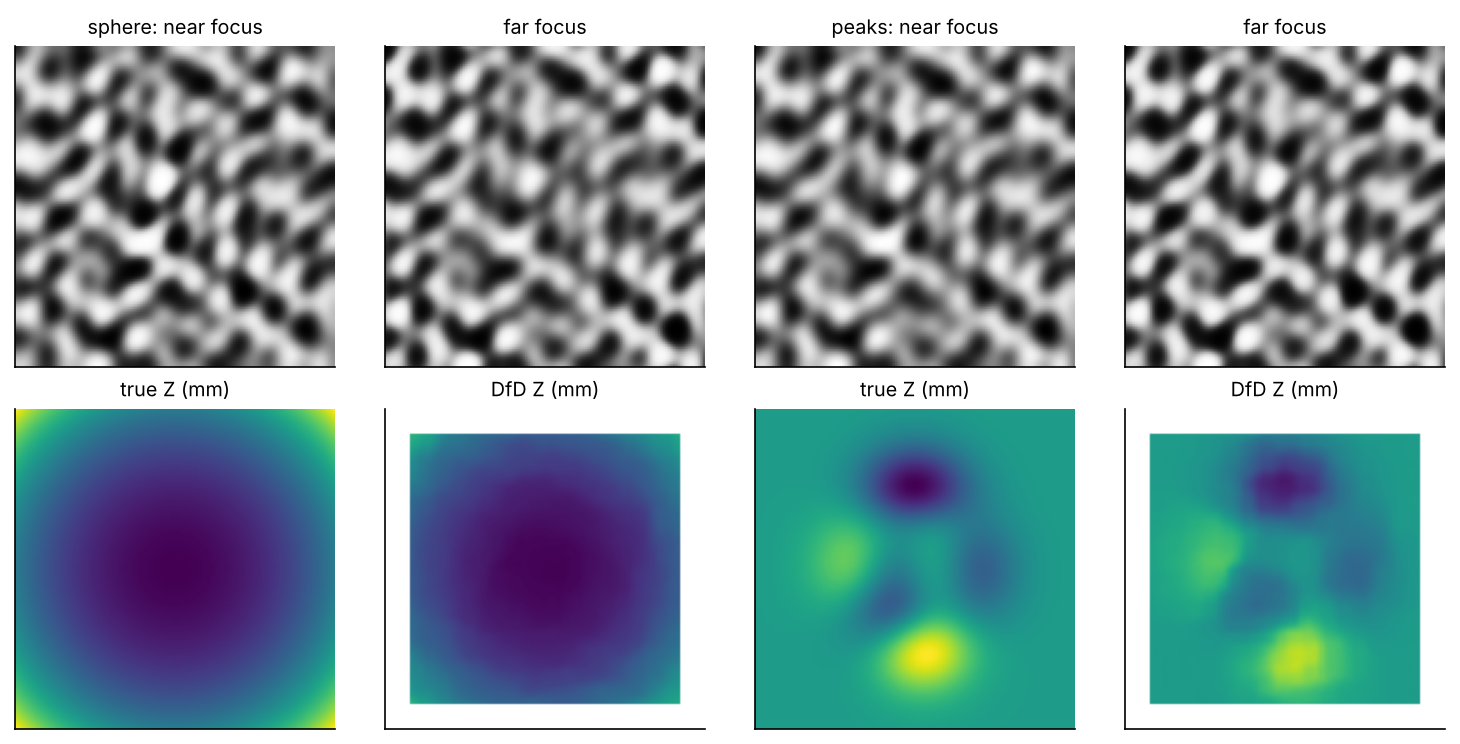 sphere: near focus
far focus
peaks: near focus
far focus
true Z (mm)
DfD Z (mm)
true Z (mm)
DfD Z (mm)